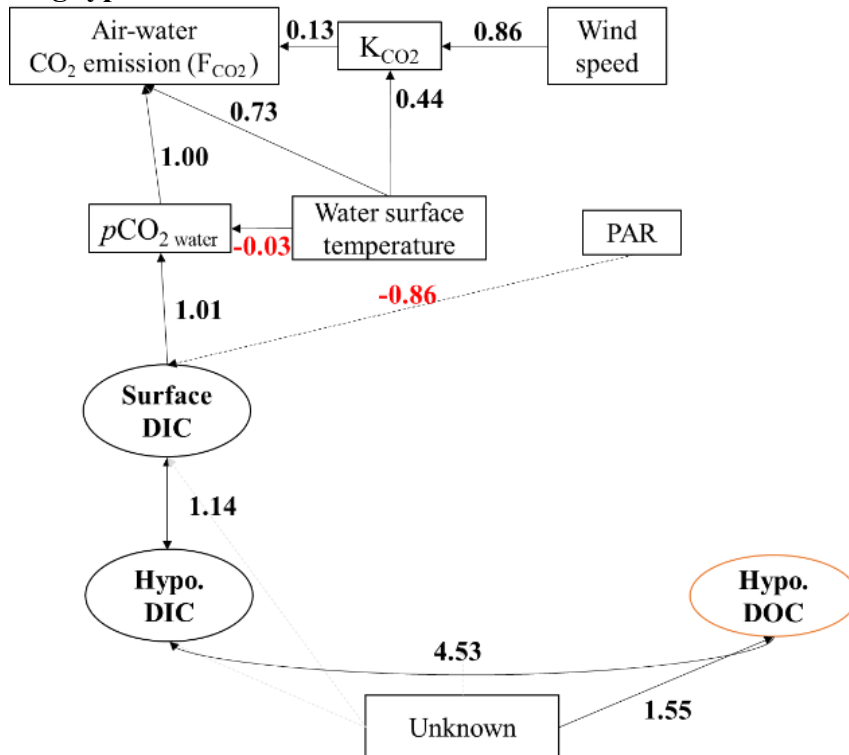 Air-water
CO₂ emission (F_CO2)
0.13
K_CO2
0.86
Wind
speed
0.73
0.44
1.00
pCO₂ water
-0.03
Water surface
temperature
PAR
1.01
-0.86
Surface
DIC
1.14
Hypo.
DIC
Hypo.
DOC
4.53
Unknown
1.55